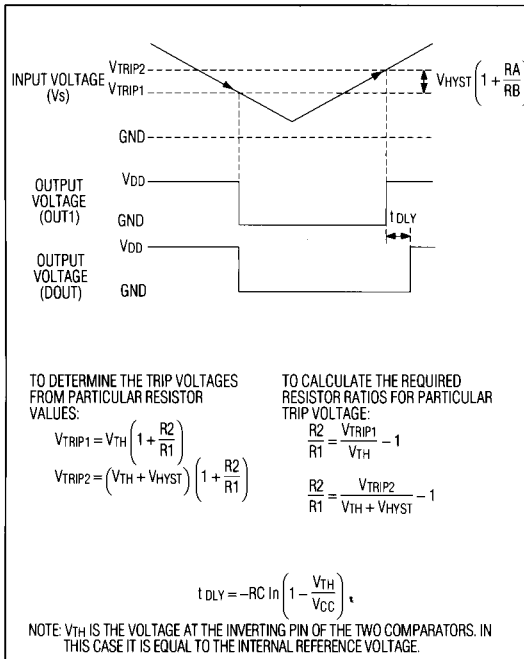 INPUT VOLTAGE
(Vs)
VTRIP2
VTRIP1
VHYST (1 + RA/RB)
GND
OUTPUT
VOLTAGE
(OUT1)
VDD
GND
t DLY
OUTPUT
VOLTAGE
(DOUT)
VDD
GND
TO DETERMINE THE TRIP VOLTAGES
FROM PARTICULAR RESISTOR
VALUES:
VTRIP1 = VTH (1 + R2/R1)
VTRIP2 = (VTH + VHYST) (1 + R2/R1)
TO CALCULATE THE REQUIRED
RESISTOR RATIOS FOR PARTICULAR
TRIP VOLTAGE:
R2/R1 = VTRIP1/VTH − 1
R2/R1 = VTRIP2/(VTH + VHYST) − 1
t DLY = −RC ln (1 − VTH/VCC),
NOTE: VTH IS THE VOLTAGE AT THE INVERTING PIN OF THE TWO COMPARATORS. IN
THIS CASE IT IS EQUAL TO THE INTERNAL REFERENCE VOLTAGE.